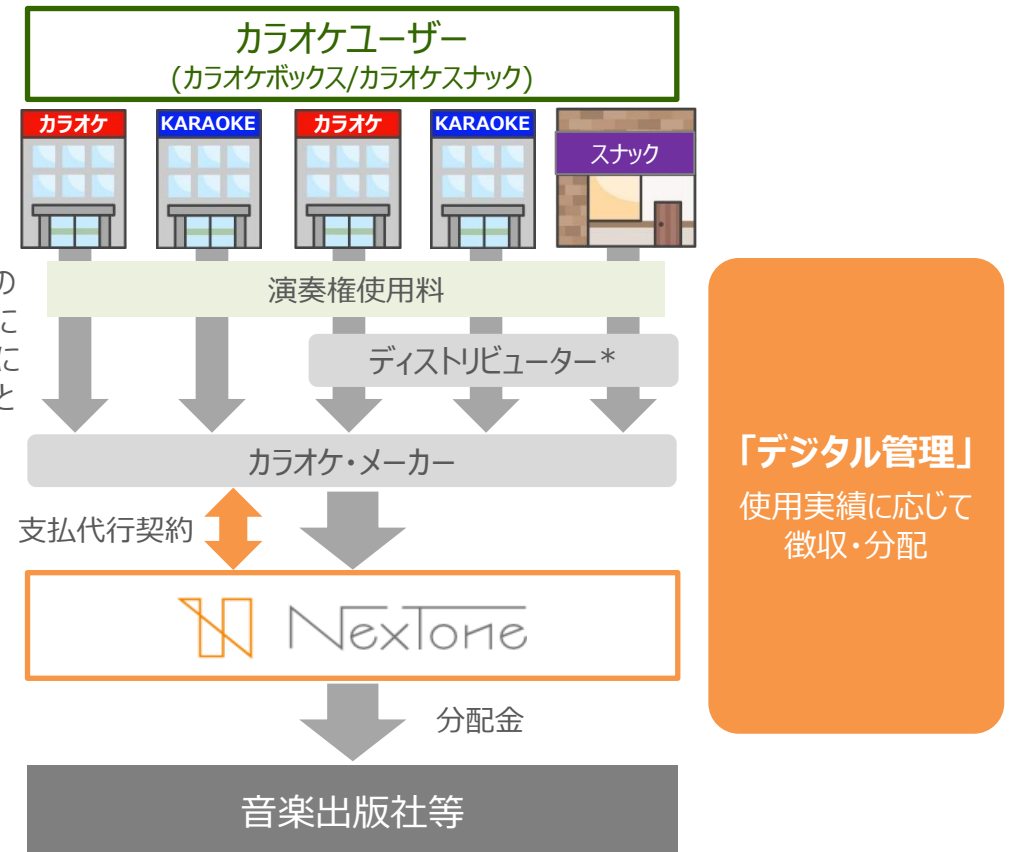 カラオケユーザー
(カラオケボックス/カラオケスナック)
カラオケ
KARAOKE
カラオケ
KARAOKE
スナック
の
に
に
と
演奏権使用料
ディストリビューター*
カラオケ・メーカー
支払代行契約
NexTone
分配金
音楽出版社等
「デジタル管理」
使用実績に応じて
徴収・分配